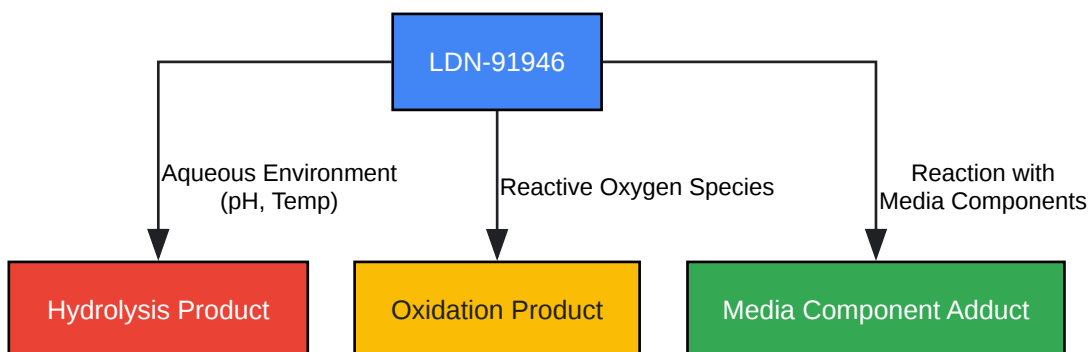 LDN-91946
Aqueous Environment
(pH, Temp)
Reactive Oxygen Species
Reaction with
Media Components
Hydrolysis Product
Oxidation Product
Media Component Adduct